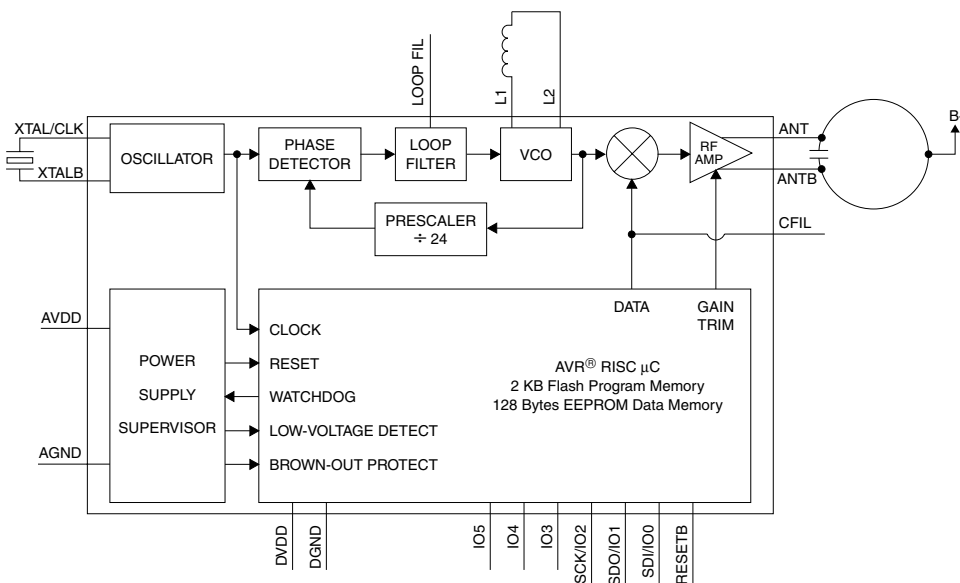 LOOP FIL
L1
L2
XTAL/CLK
XTALB
OSCILLATOR
PHASE
DETECTOR
LOOP
FILTER
VCO
RF
AMP
ANT
ANTB
B
PRESCALER
÷ 24
CFIL
DATA
GAIN
TRIM
AVDD
AGND
POWER
SUPPLY
SUPERVISOR
CLOCK
RESET
WATCHDOG
LOW-VOLTAGE DETECT
BROWN-OUT PROTECT
AVR® RISC µC
2 KB Flash Program Memory
128 Bytes EEPROM Data Memory
DVDD
DGND
IO5
IO4
IO3
SCK/IO2
SDO/IO1
SDI/IO0
RESETB